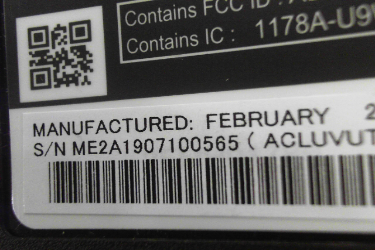 Contains FCC ID :
Contains IC : 1178A-U9
MANUFACTURED: FEBRUARY 2
S/N ME2A1907100565 ( ACLUVUT